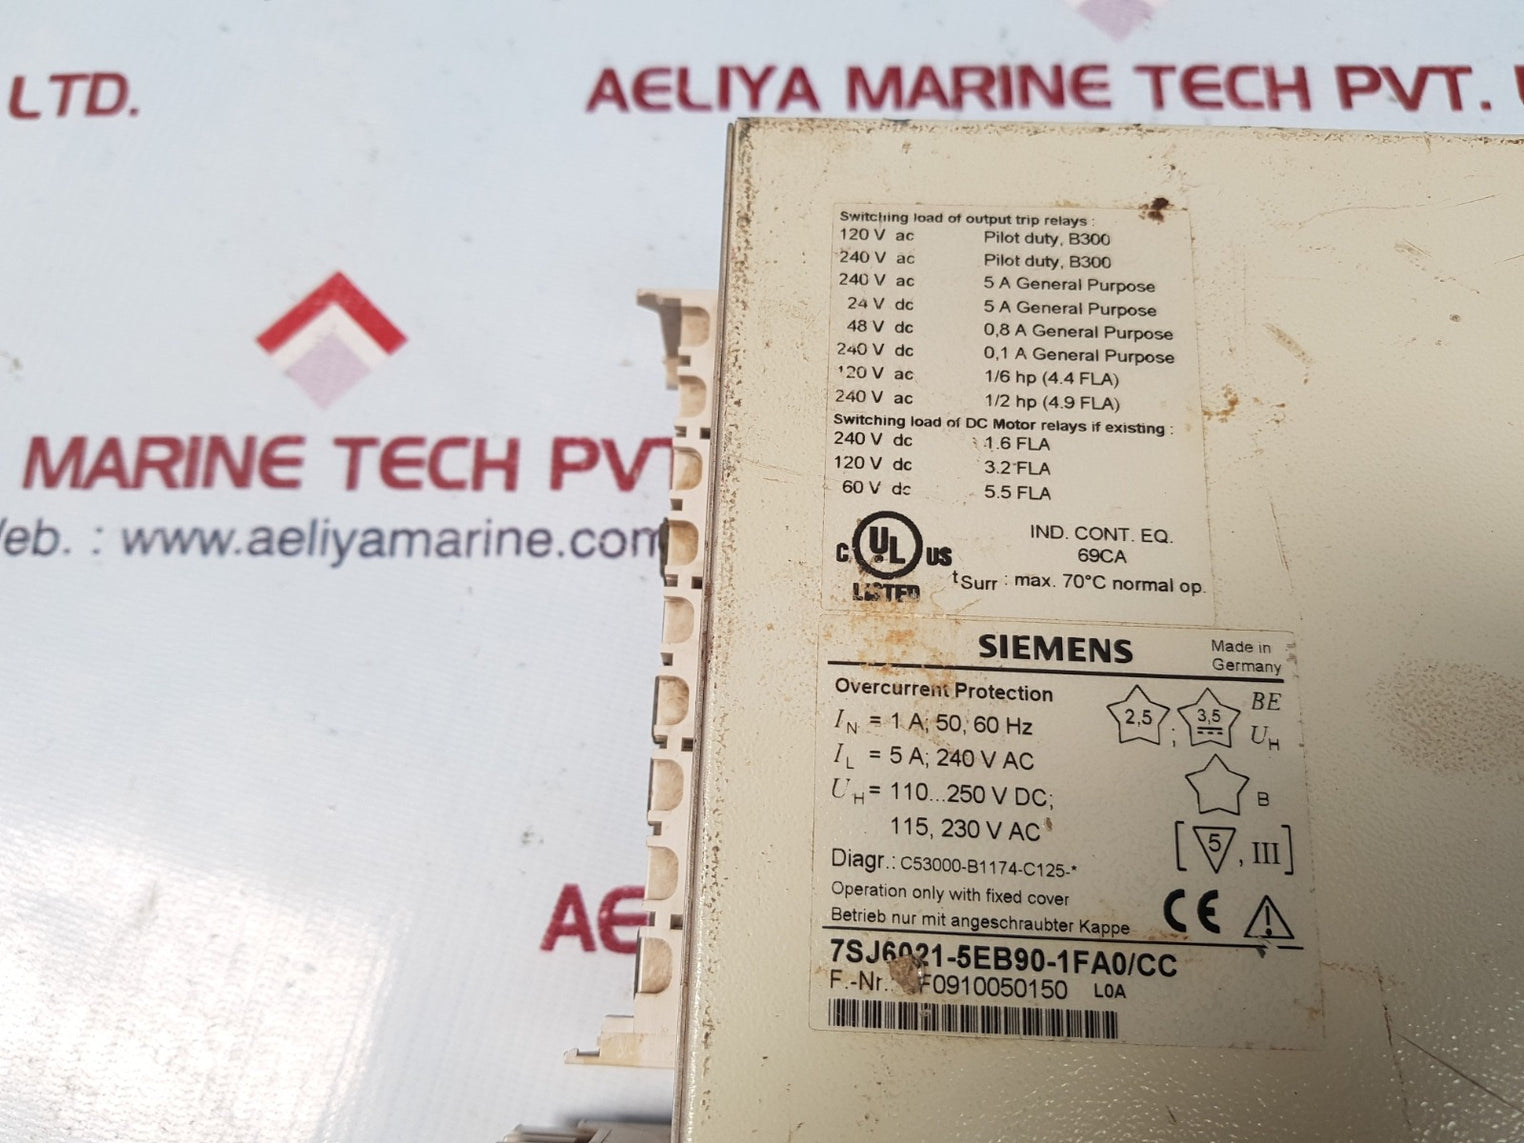 LTD.
AELIYA MARINE TECH PVT.
MARINE TECH PVT
eb. : www.aeliyamarine.com
AE
Switching load of output trip relays :
120 V ac Pilot duty, B300
240 V ac Pilot duty, B300
240 V ac 5 A General Purpose
24 V dc 5 A General Purpose
48 V dc 0,8 A General Purpose
240 V dc 0,1 A General Purpose
120 V ac 1/6 hp (4.4 FLA)
240 V ac 1/2 hp (4.9 FLA)
Switching load of DC Motor relays if existing :
240 V dc 1.6 FLA
120 V dc 3.2 FLA
60 V dc 5.5 FLA
C UL US
LISTED
IND. CONT. EQ.
69CA
tSurr : max. 70°C normal op.
SIEMENS
Made in
Germany
Overcurrent Protection
IN = 1 A; 50, 60 Hz
IL = 5 A; 240 V AC
UH = 110...250 V DC;
115, 230 V AC
2,5 ; 3,5 BE
UH
B
[5, III]
Diagr.: C53000-B1174-C125-*
Operation only with fixed cover
Betrieb nur mit angeschraubter Kappe
CE
7SJ6021-5EB90-1FA0/CC
F.-Nr.: F0910050150 L0A